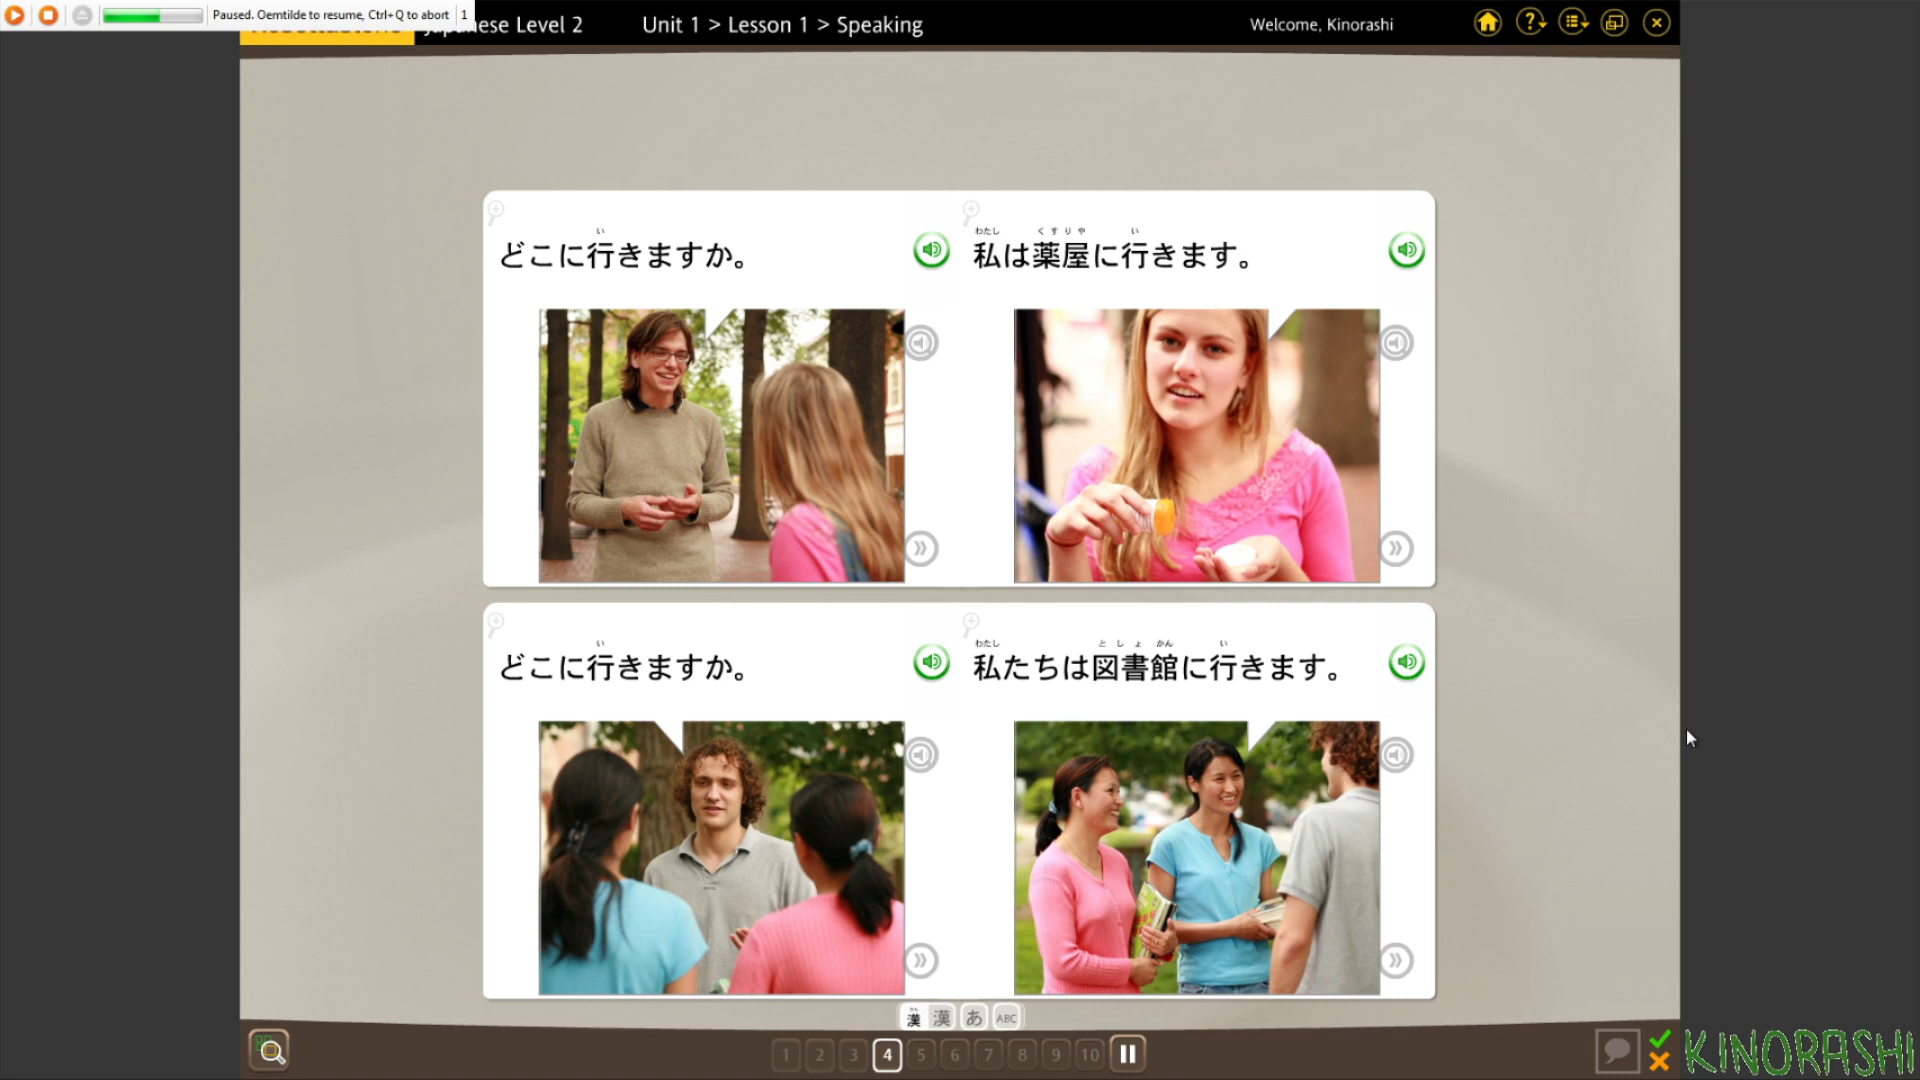 Paused. Oemtilde to resume, Ctrl+Q to abort 1
Level 2
Unit 1 > Lesson 1 > Speaking
Welcome, Kinorashi
い
どこに行きますか。
わたし くすりや い
私は薬屋に行きます。
い
どこに行きますか。
わたし としょかん い
私たちは図書館に行きます。
漢 漢 あ ABC
1 2 3 4 5 6 7 8 9 10
KINORASHI